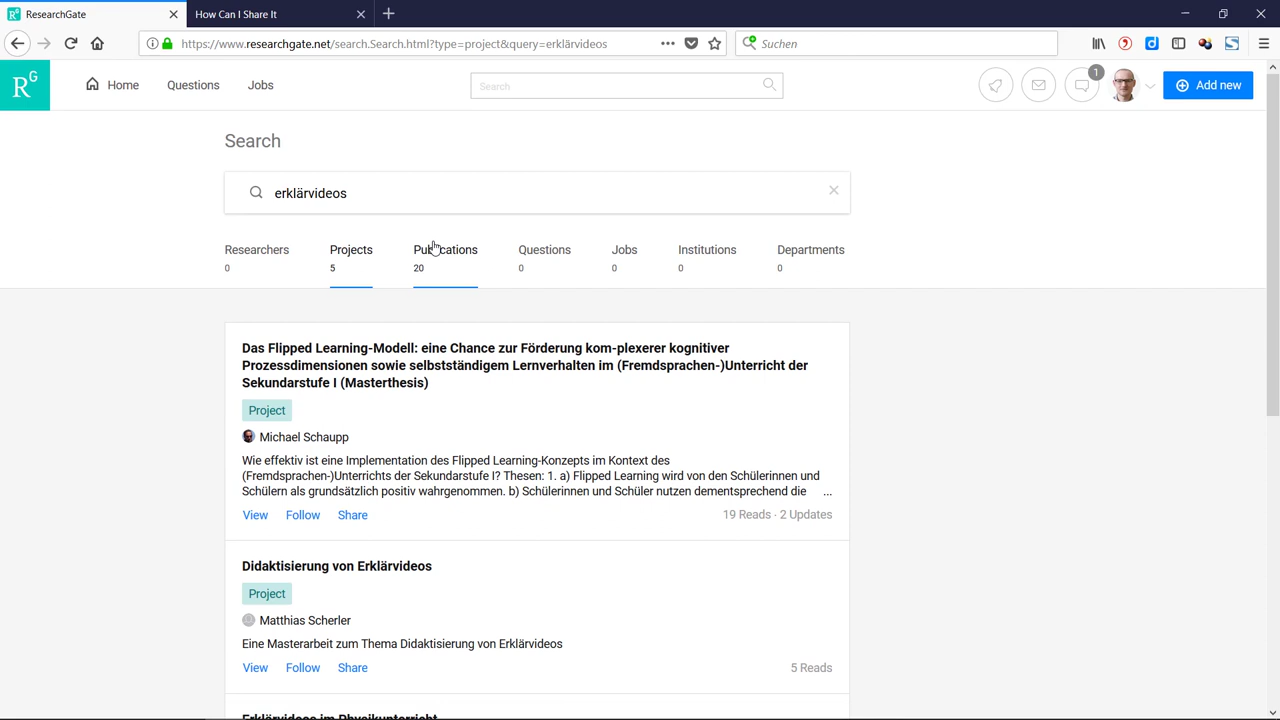 ResearchGate
How Can I Share It
https://www.researchgate.net/search.Search.html?type=project&query=erklärvideos
Suchen
RG
Home
Questions
Jobs
Search
1
Add new
Search
erklärvideos
Researchers
Projects
Publications
Questions
Jobs
Institutions
Departments
0
5
20
0
0
0
0
Das Flipped Learning-Modell: eine Chance zur Förderung kom-plexerer kognitiver
Prozessdimensionen sowie selbstständigem Lernverhalten im (Fremdsprachen-)Unterricht der
Sekundarstufe I (Masterthesis)
Project
Michael Schaupp
Wie effektiv ist eine Implementation des Flipped Learning-Konzepts im Kontext des
(Fremdsprachen-)Unterrichts der Sekundarstufe I? Thesen: 1. a) Flipped Learning wird von den Schülerinnen und
Schülern als grundsätzlich positiv wahrgenommen. b) Schülerinnen und Schüler nutzen dementsprechend die ...
View Follow Share
19 Reads · 2 Updates
Didaktisierung von Erklärvideos
Project
Matthias Scherler
Eine Masterarbeit zum Thema Didaktisierung von Erklärvideos
View Follow Share
5 Reads
Erklärvideos im Physikunterricht